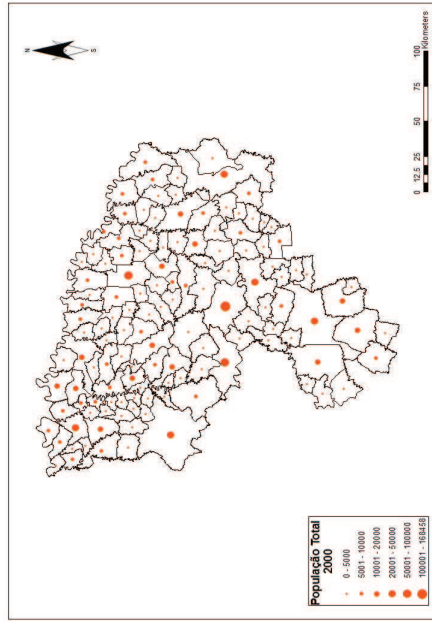 N
S
0 12.5 25 50 75 100
Kilometers
População Total
2000
0 - 5000
5001 - 10000
10001 - 20000
20001 - 50000
50001 - 100000
100001 - 168458